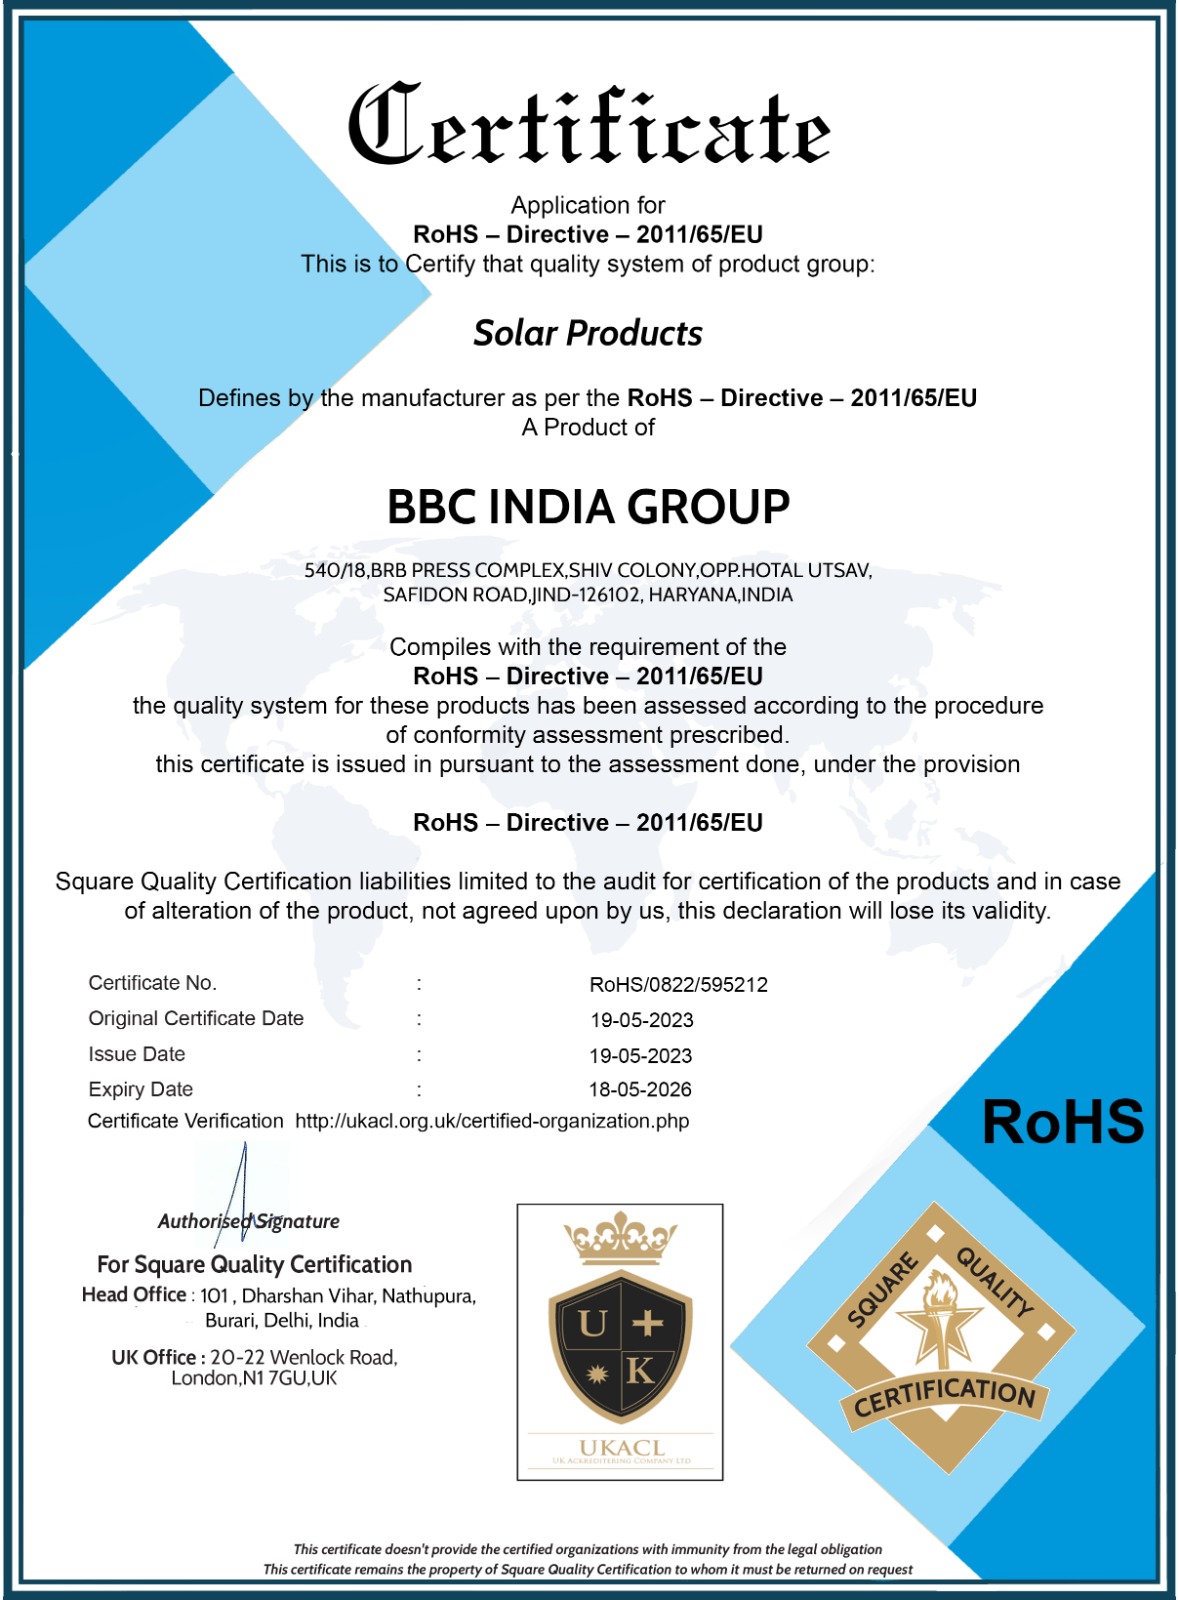 Certificate
Application for
RoHS – Directive – 2011/65/EU
This is to Certify that quality system of product group:
Solar Products
Defines by the manufacturer as per the RoHS – Directive – 2011/65/EU
A Product of
BBC INDIA GROUP
540/18,BRB PRESS COMPLEX,SHIV COLONY,OPP.HOTAL UTSAV,
SAFIDON ROAD,JIND-126102, HARYANA,INDIA
Compiles with the requirement of the
RoHS – Directive – 2011/65/EU
the quality system for these products has been assessed according to the procedure
of conformity assessment prescribed.
this certificate is issued in pursuant to the assessment done, under the provision
RoHS – Directive – 2011/65/EU
Square Quality Certification liabilities limited to the audit for certification of the products and in case
of alteration of the product, not agreed upon by us, this declaration will lose its validity.
Certificate No. : RoHS/0822/595212
Original Certificate Date : 19-05-2023
Issue Date : 19-05-2023
Expiry Date : 18-05-2026
Certificate Verification http://ukacl.org.uk/certified-organization.php
RoHS
Authorised Signature
For Square Quality Certification
Head Office : 101 , Dharshan Vihar, Nathupura,
Burari, Delhi, India
UK Office : 20-22 Wenlock Road,
London,N1 7GU,UK
U
K
UKACL
UK Ackreditering Company Ltd
SQUARE QUALITY
CERTIFICATION
This certificate doesn't provide the certified organizations with immunity from the legal obligation
This certificate remains the property of Square Quality Certification to whom it must be returned on request